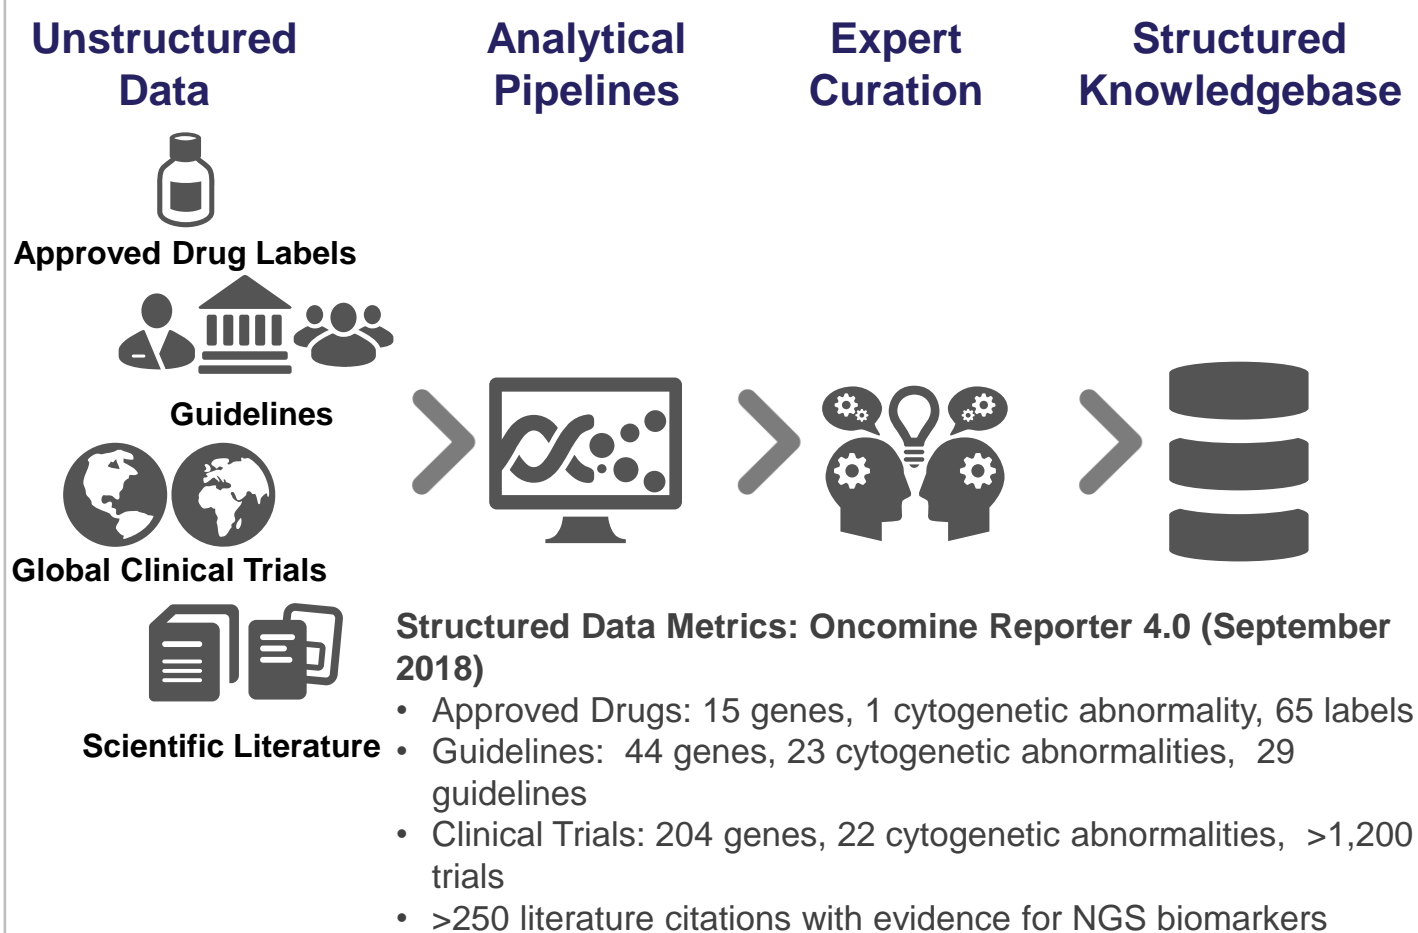 Unstructured
Data
Analytical
Pipelines
Expert
Curation
Structured
Knowledgebase
Approved Drug Labels
Guidelines
Global Clinical Trials
Scientific Literature
Structured Data Metrics: Oncomine Reporter 4.0 (September
2018)
• Approved Drugs: 15 genes, 1 cytogenetic abnormality, 65 labels
• Guidelines:  44 genes, 23 cytogenetic abnormalities,  29
guidelines
• Clinical Trials: 204 genes, 22 cytogenetic abnormalities,  >1,200
trials
• >250 literature citations with evidence for NGS biomarkers